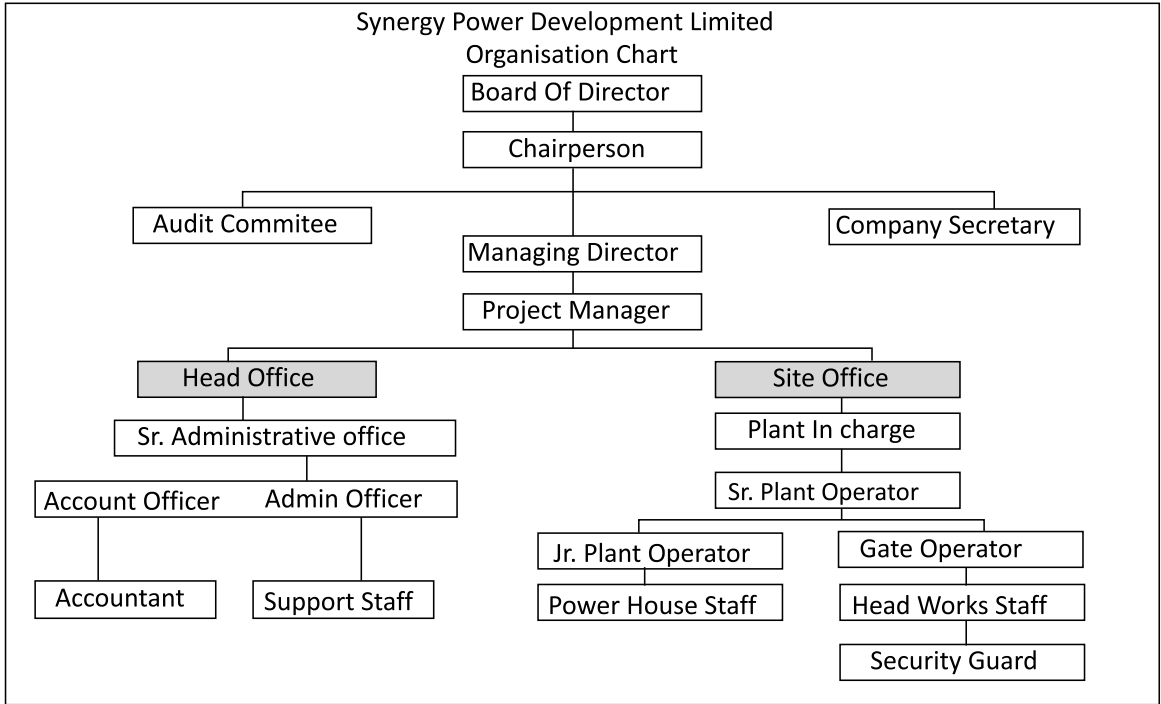 Synergy Power Development Limited
Organisation Chart
Board Of Director
Chairperson
Audit Commitee
Company Secretary
Managing Director
Project Manager
Head Office
Site Office
Sr. Administrative office
Plant In charge
Account Officer
Admin Officer
Sr. Plant Operator
Jr. Plant Operator
Gate Operator
Accountant
Support Staff
Power House Staff
Head Works Staff
Security Guard